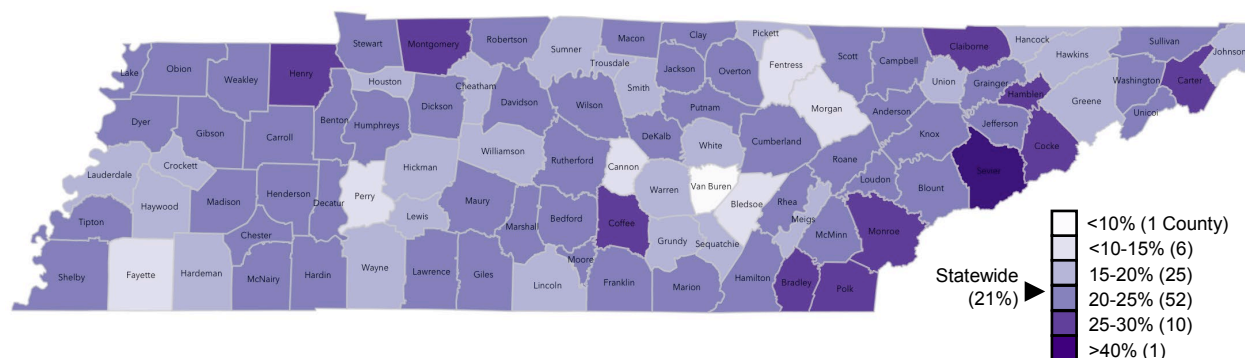 Pickett
Hancock
Johnson
Stewart
Montgomery
Robertson
Sumner
Macon
Clay
Scott
Claiborne
Hawkins
Sullivan
Lake
Obion
Weakley
Henry
Houston
Cheatham
Trousdale
Jackson
Overton
Fentress
Campbell
Union
Grainger
Hamblen
Washington
Carter
Dyer
Gibson
Carroll
Benton
Humphreys
Dickson
Davidson
Wilson
Smith
Putnam
Morgan
Anderson
Knox
Jefferson
Greene
Unicoi
Lauderdale
Crockett
Haywood
Madison
Henderson
Decatur
Perry
Hickman
Williamson
Rutherford
Cannon
DeKalb
White
Cumberland
Roane
Loudon
Blount
Sevier
Cocke
Tipton
Chester
Lewis
Maury
Marshall
Bedford
Coffee
Warren
Van Buren
Bledsoe
Rhea
Meigs
McMinn
Monroe
Shelby
Fayette
Hardeman
McNairy
Hardin
Wayne
Lawrence
Giles
Lincoln
Moore
Franklin
Grundy
Sequatchie
Marion
Hamilton
Bradley
Polk
Statewide
(21%)
<10% (1 County)
<10-15% (6)
15-20% (25)
20-25% (52)
25-30% (10)
>40% (1)